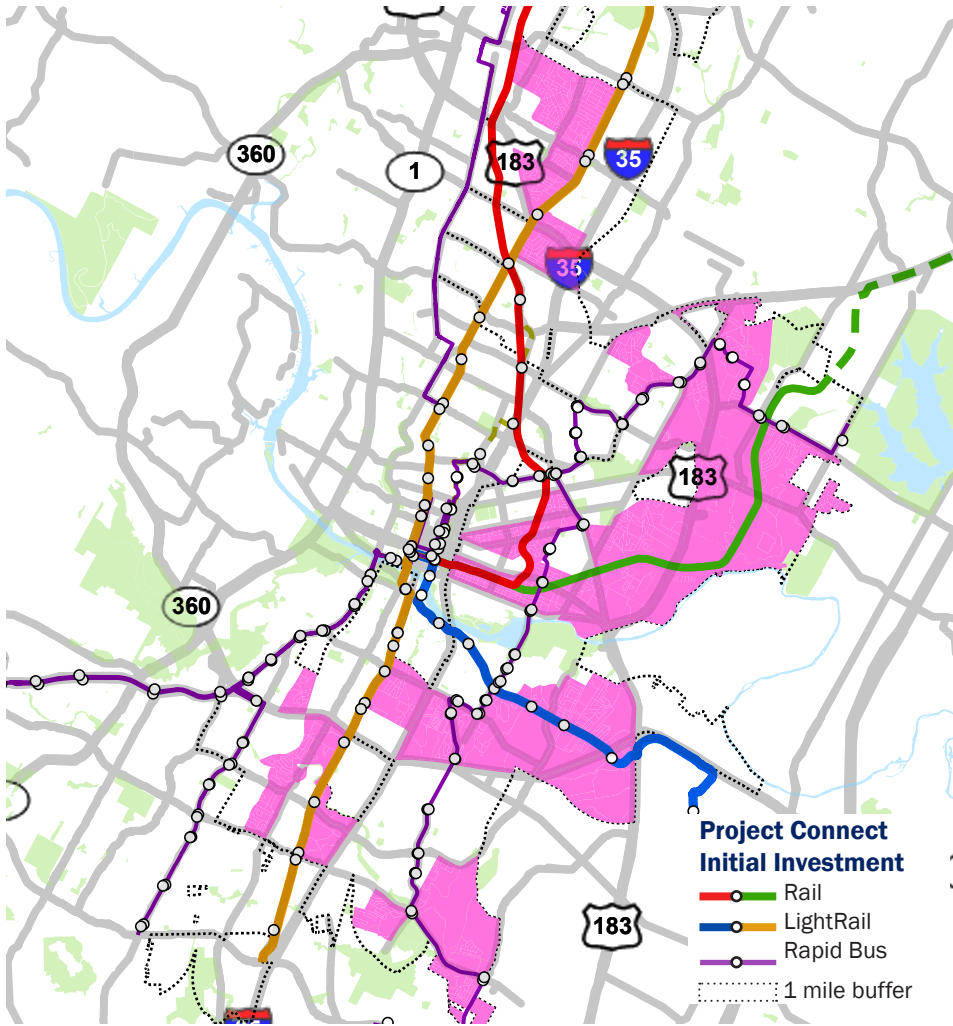 360
1
183
35
35
183
360
183
Project Connect
Initial Investment
Rail
LightRail
Rapid Bus
1 mile buffer